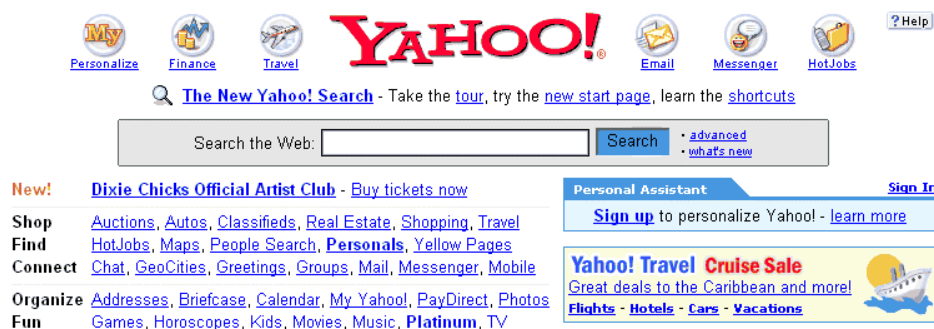 My
YAHOO!
? Help
Personalize Finance Travel Email Messenger HotJobs
The New Yahoo! Search - Take the tour, try the new start page, learn the shortcuts
Search the Web: Search · advanced
· what's new
New! Dixie Chicks Official Artist Club - Buy tickets now
Shop Auctions, Autos, Classifieds, Real Estate, Shopping, Travel
Find HotJobs, Maps, People Search, Personals, Yellow Pages
Connect Chat, GeoCities, Greetings, Groups, Mail, Messenger, Mobile
Organize Addresses, Briefcase, Calendar, My Yahoo!, PayDirect, Photos
Fun Games, Horoscopes, Kids, Movies, Music, Platinum, TV
Personal Assistant Sign In
Sign up to personalize Yahoo! - learn more
Yahoo! Travel Cruise Sale
Great deals to the Caribbean and more!
Flights - Hotels - Cars - Vacations